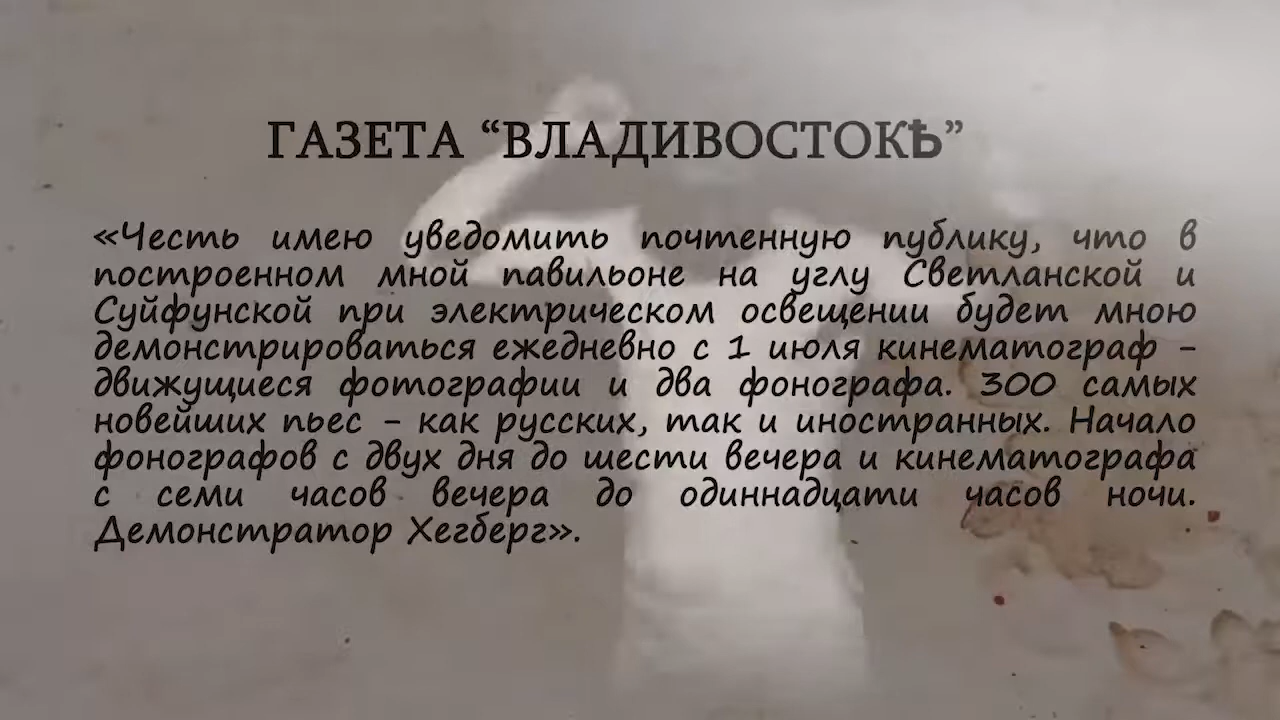 ГАЗЕТА “ВЛАДИВОСТОКѢ”
«Честь имею уведомить почтенную публику, что в
построенном мной павильоне на углу Светланской и
Суйфунской при электрическом освещении будет мною
демонстрироваться ежедневно с 1 июля кинематограф –
движущиеся фотографии и два фонографа. 300 самых
новейших пьес – как русских, так и иностранных. Начало
фонографов с двух дня до шести вечера и кинематографа
с семи часов вечера до одиннадцати часов ночи.
Демонстратор Хегберг».